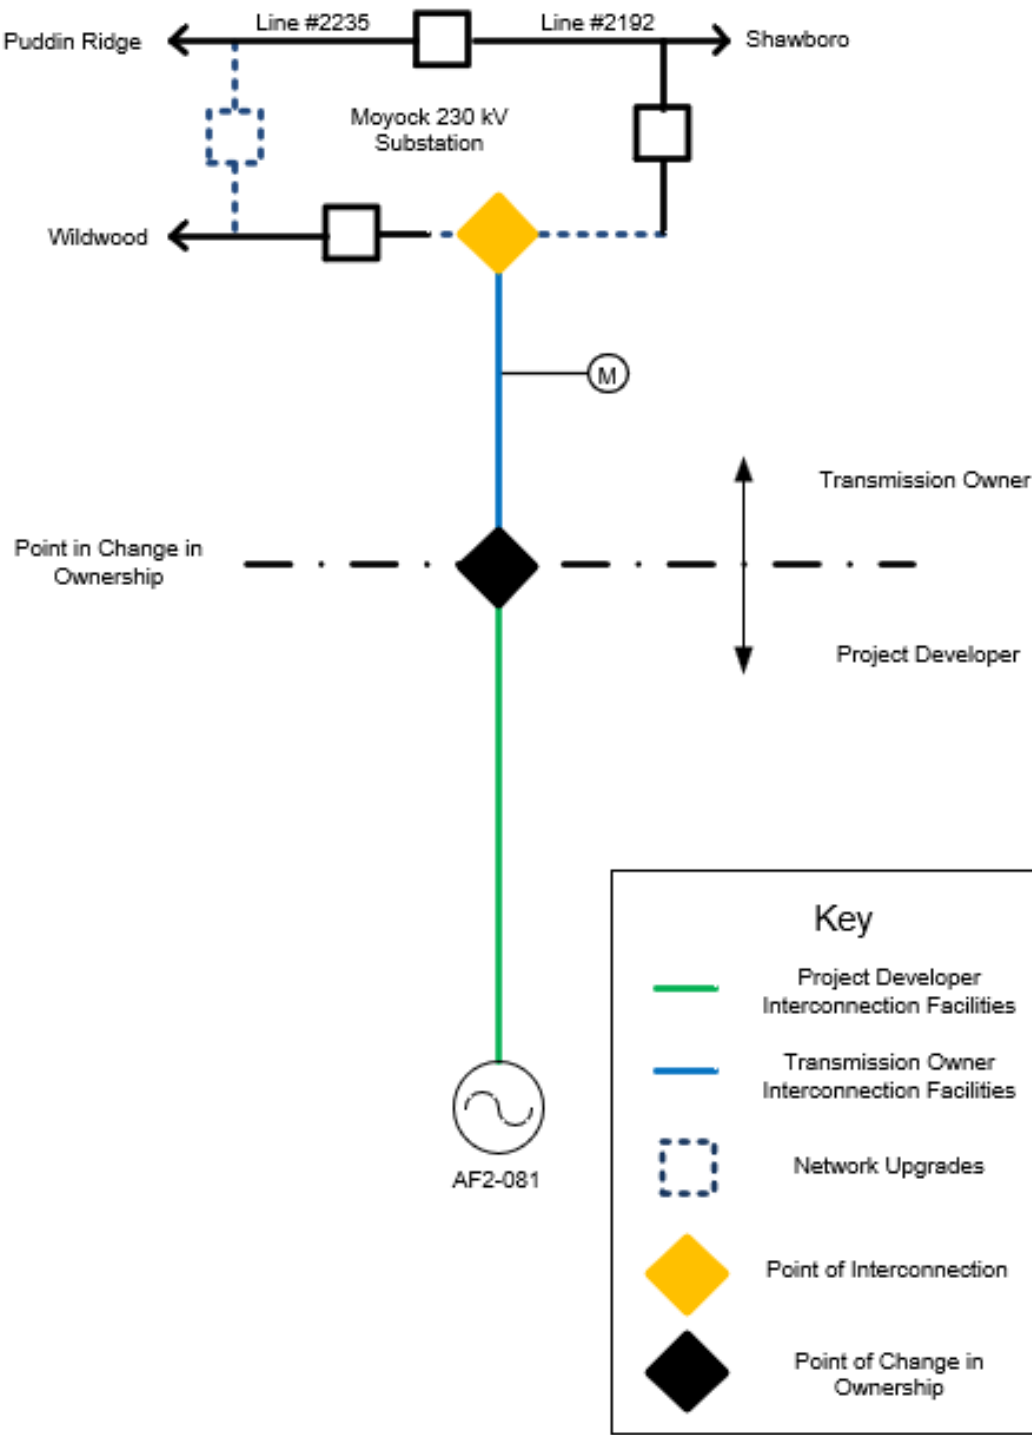 Line #2235
Line #2192
Puddin Ridge
Shawboro
Moyock 230 kV
Substation
Wildwood
M
Transmission Owner
Point in Change in
Ownership
Project Developer
Key
Project Developer
Interconnection Facilities
Transmission Owner
Interconnection Facilities
Network Upgrades
AF2-081
Point of Interconnection
Point of Change in
Ownership